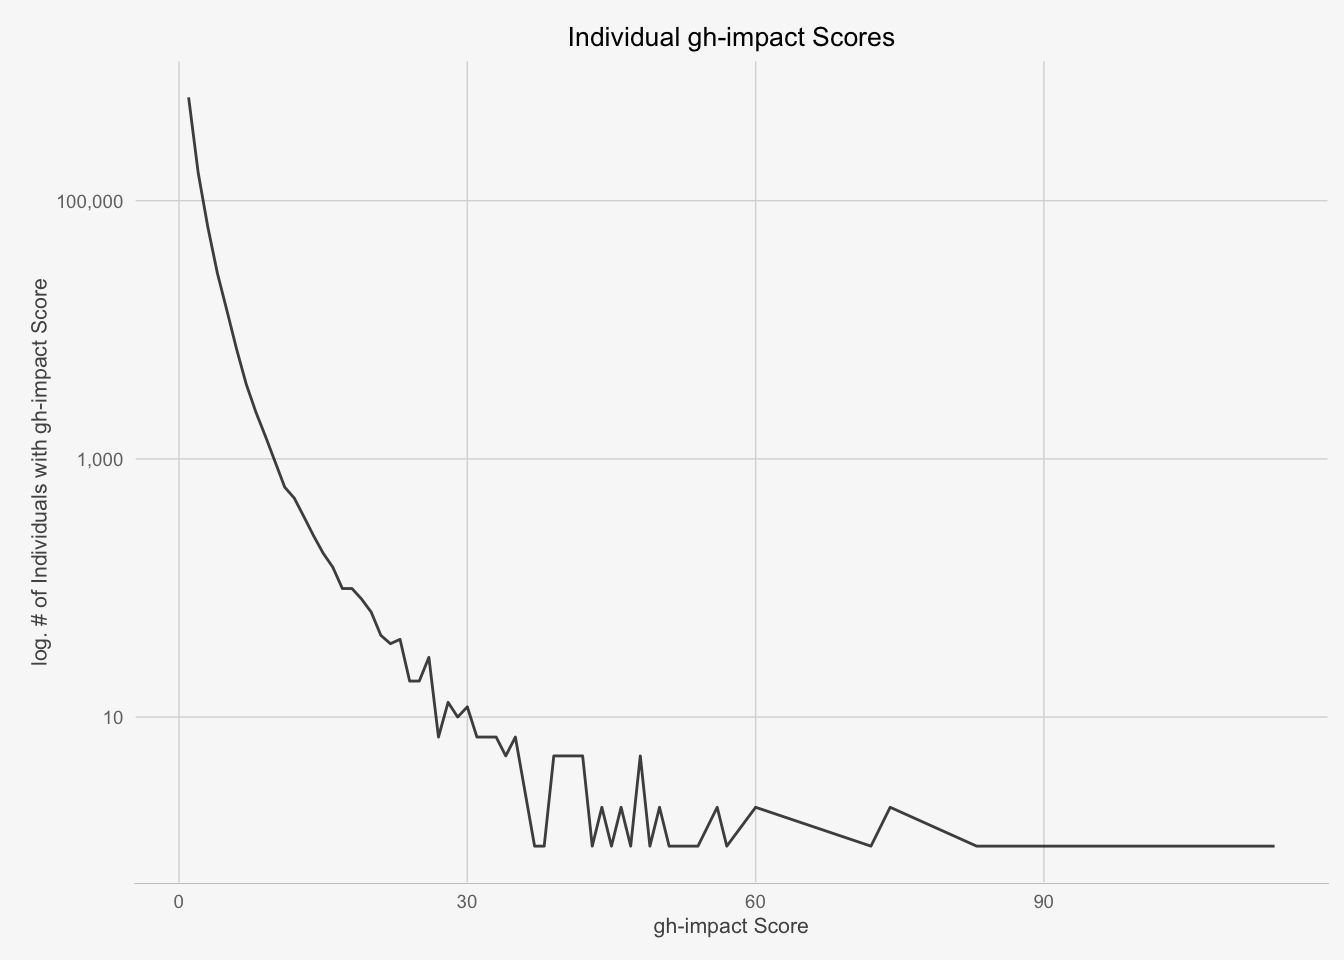 Individual gh-impact Scores
log. # of Individuals with gh-impact Score
100,000
1,000
10
0
30
60
90
gh-impact Score